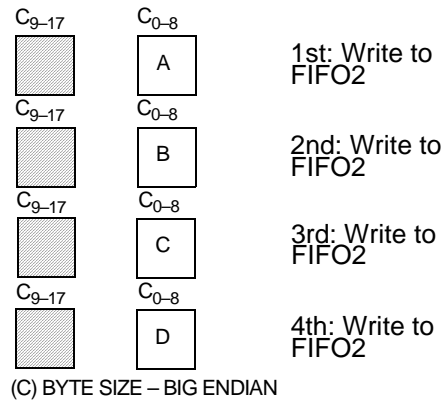 C9–17 C0–8
A 1st: Write to
FIFO2
C9–17 C0–8
B 2nd: Write to
FIFO2
C9–17 C0–8
C 3rd: Write to
FIFO2
C9–17 C0–8
D 4th: Write to
FIFO2
(C) BYTE SIZE – BIG ENDIAN